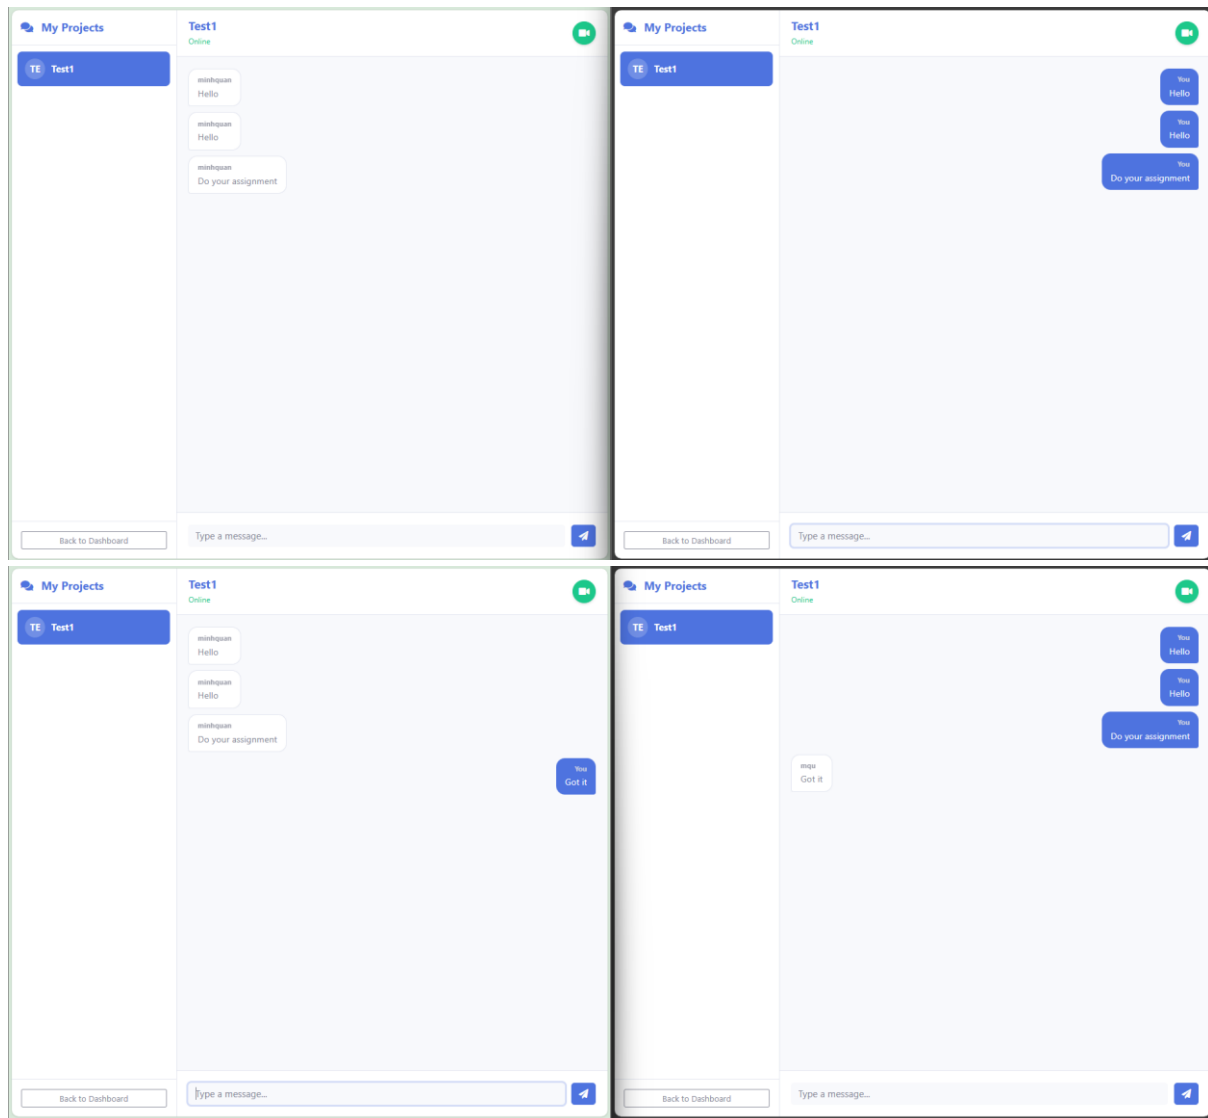 My Projects
TE Test1
Back to Dashboard
Test1
Online
minhquan
Hello
minhquan
Hello
minhquan
Do your assignment
Type a message...
My Projects
TE Test1
Back to Dashboard
Test1
Online
You
Hello
You
Hello
You
Do your assignment
Type a message...
My Projects
TE Test1
Back to Dashboard
Test1
Online
minhquan
Hello
minhquan
Hello
minhquan
Do your assignment
You
Got it
Type a message...
My Projects
TE Test1
Back to Dashboard
Test1
Online
You
Hello
You
Hello
You
Do your assignment
mqu
Got it
Type a message...